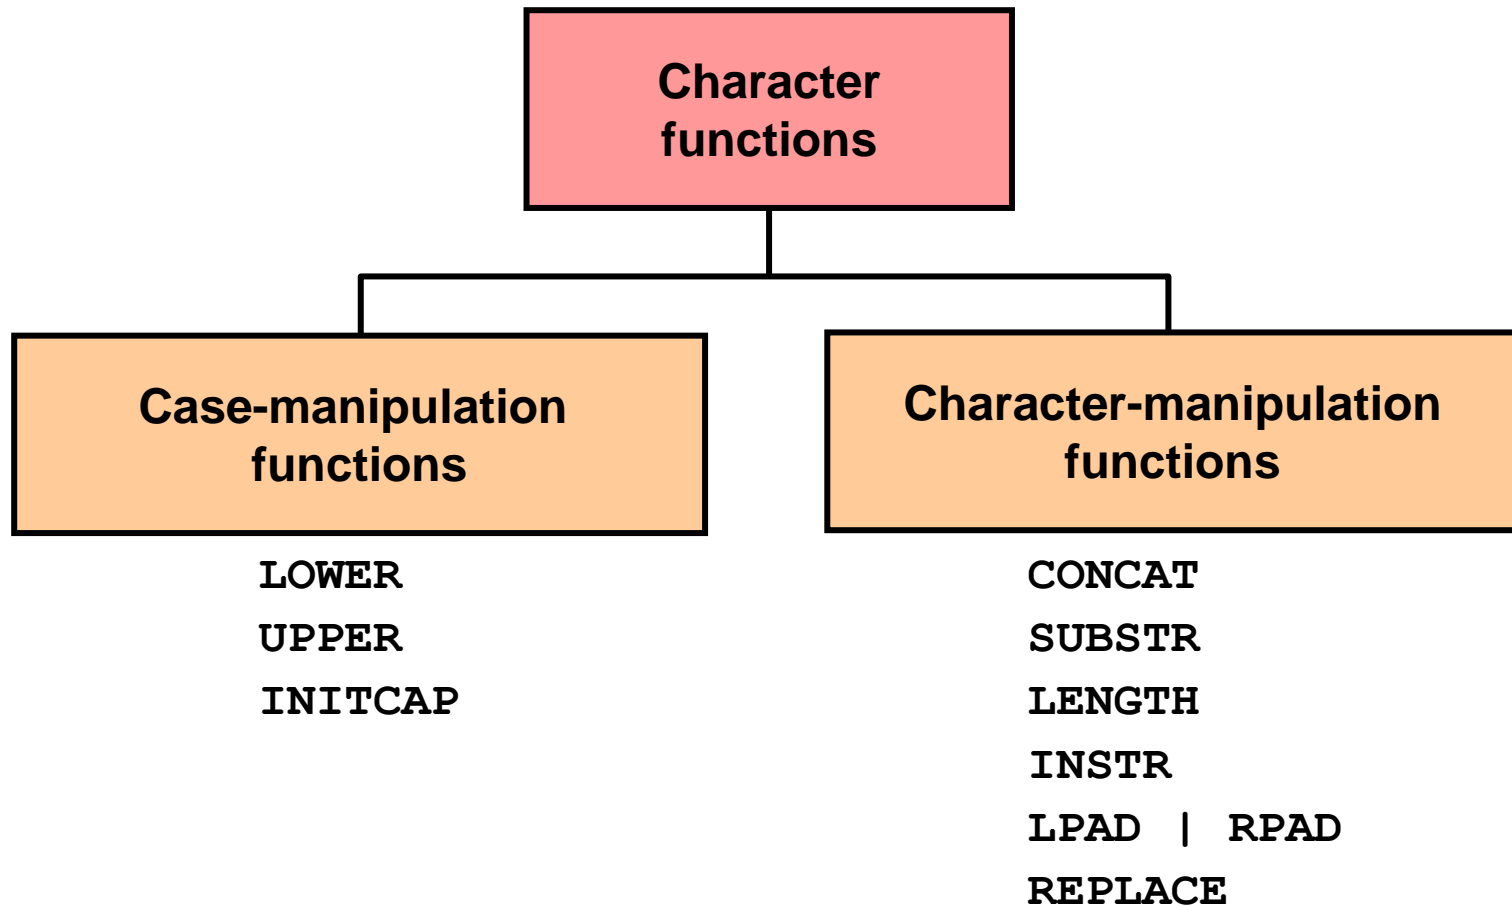 Character
functions
Case-manipulation
functions
Character-manipulation
functions
LOWER
UPPER
INITCAP
CONCAT
SUBSTR
LENGTH
INSTR
LPAD | RPAD
REPLACE